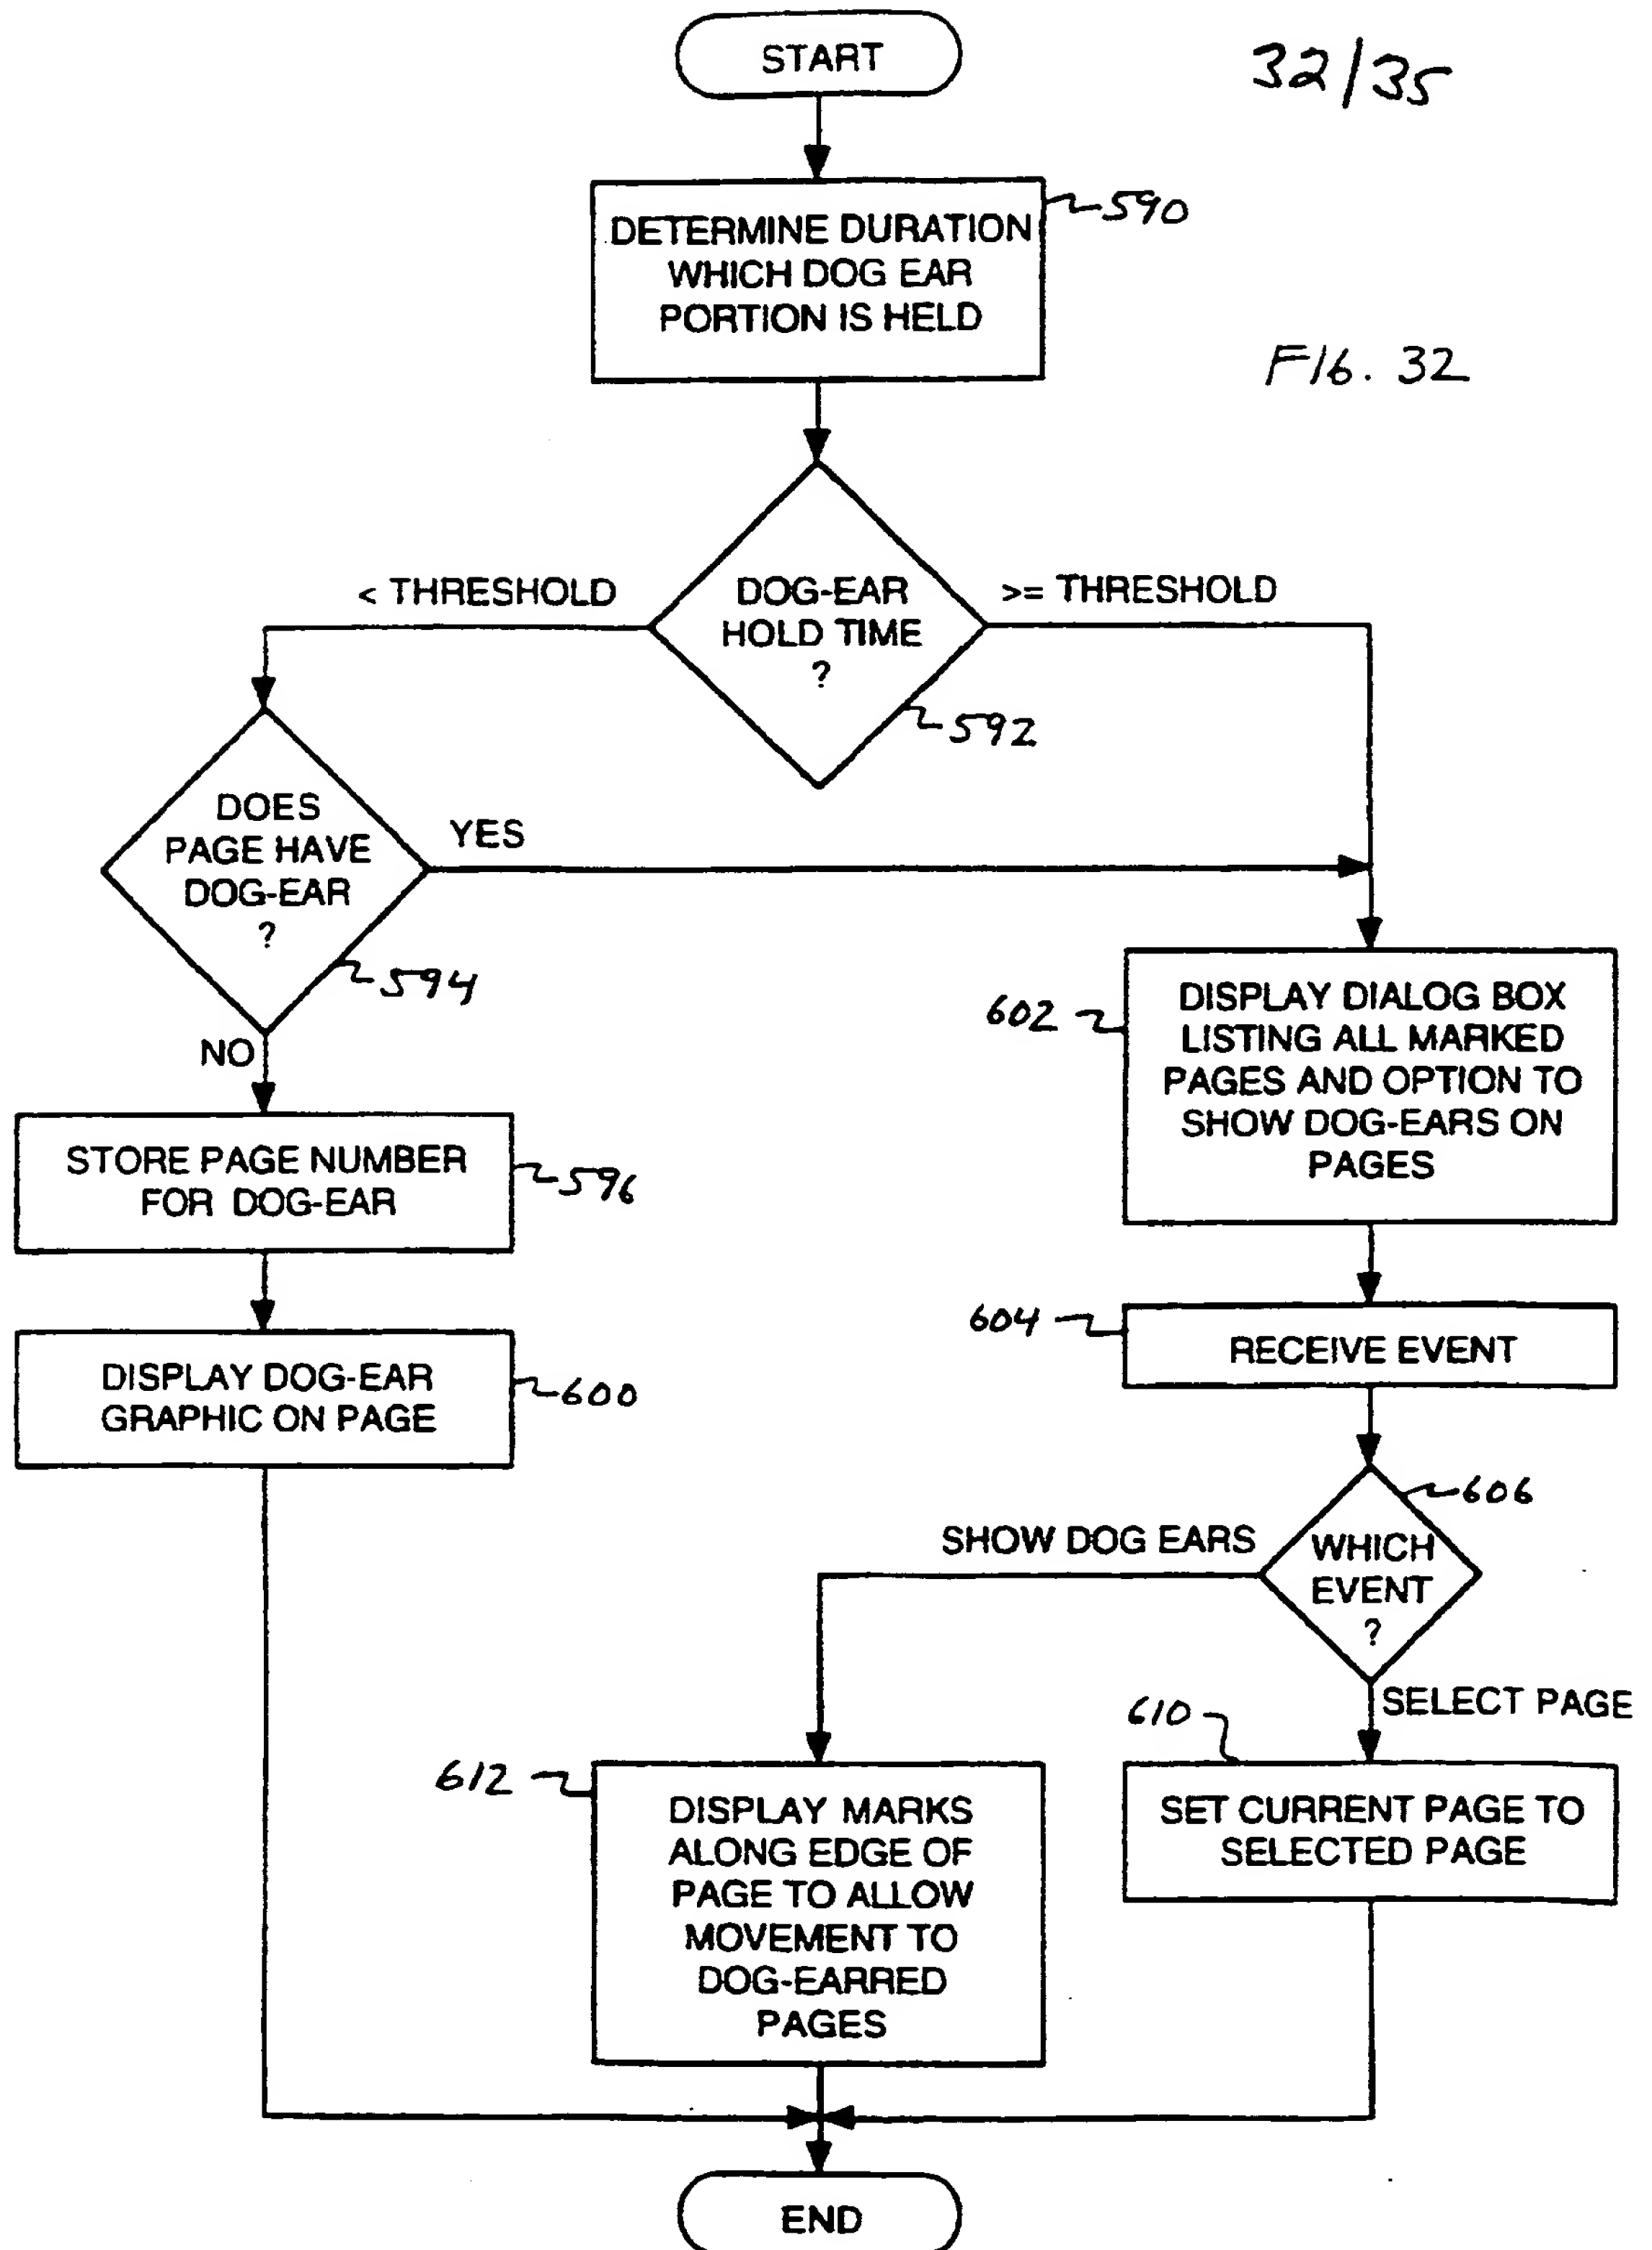 START
32/35
DETERMINE DURATION
WHICH DOG EAR
PORTION IS HELD
590
FIG. 32
< THRESHOLD
DOG-EAR
HOLD TIME
?
>= THRESHOLD
592
DOES
PAGE HAVE
DOG-EAR
?
YES
594
NO
STORE PAGE NUMBER
FOR DOG-EAR
596
DISPLAY DOG-EAR
GRAPHIC ON PAGE
600
602
DISPLAY DIALOG BOX
LISTING ALL MARKED
PAGES AND OPTION TO
SHOW DOG-EARS ON
PAGES
604
RECEIVE EVENT
606
SHOW DOG EARS
WHICH
EVENT
?
SELECT PAGE
610
SET CURRENT PAGE TO
SELECTED PAGE
612
DISPLAY MARKS
ALONG EDGE OF
PAGE TO ALLOW
MOVEMENT TO
DOG-EARRED
PAGES
END